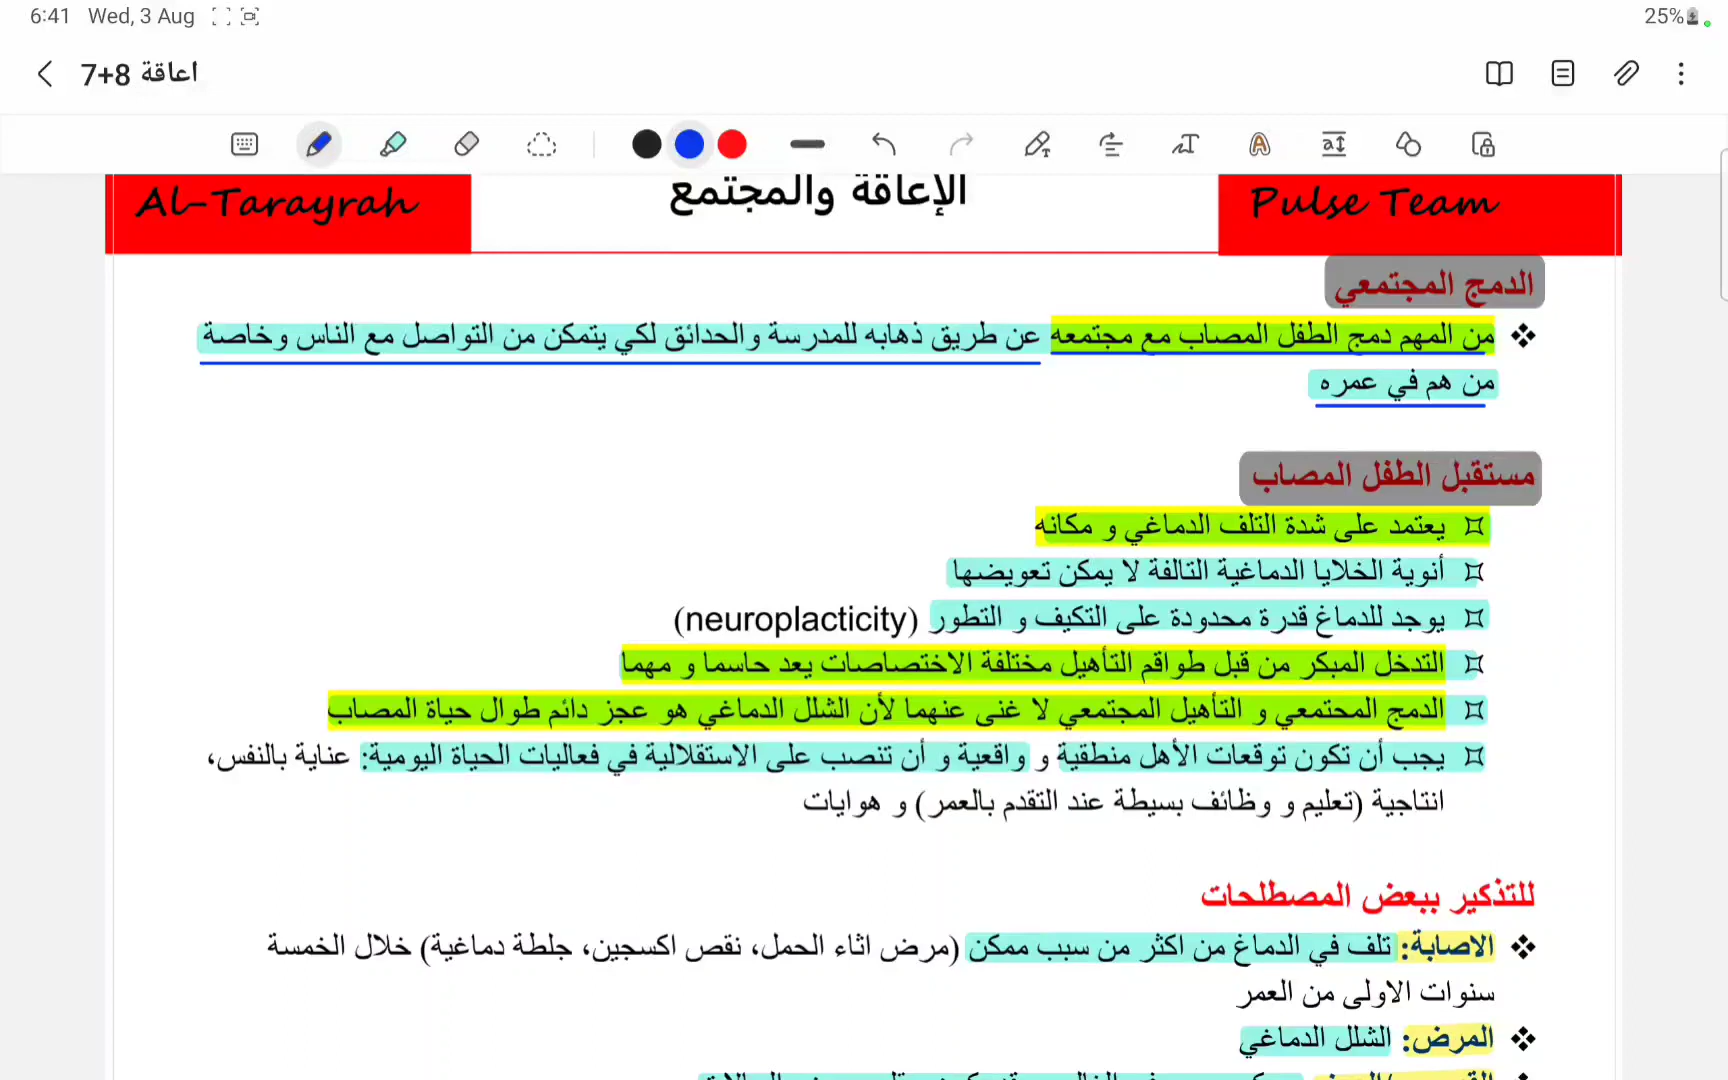 6:41 Wed, 3 Aug 25%
اعاقة 7+8
Al-Tarayrah الإعاقة والمجتمع Pulse Team
الدمج المجتمعي
❖ من المهم دمج الطفل المصاب مع مجتمعه عن طريق ذهابه للمدرسة والحدائق لكي يتمكن من التواصل مع الناس وخاصة
من هم في عمره
مستقبل الطفل المصاب
يعتمد على شدة التلف الدماغي و مكانه
أنوية الخلايا الدماغية التالفة لا يمكن تعويضها
يوجد للدماغ قدرة محدودة على التكيف و التطور (neuroplacticity)
التدخل المبكر من قبل طواقم التأهيل مختلفة الاختصاصات يعد حاسما و مهما
الدمج المحتمعي و التأهيل المجتمعي لا غنى عنهما لأن الشلل الدماغي هو عجز دائم طوال حياة المصاب
يجب أن تكون توقعات الأهل منطقية و واقعية و أن تنصب على الاستقلالية في فعاليات الحياة اليومية: عناية بالنفس،
انتاجية (تعليم و وظائف بسيطة عند التقدم بالعمر) و هوايات
للتذكير ببعض المصطلحات
❖ الاصابة: تلف في الدماغ من اكثر من سبب ممكن (مرض اثناء الحمل، نقص اكسجين، جلطة دماغية) خلال الخمسة
سنوات الاولى من العمر
❖ المرض: الشلل الدماغي